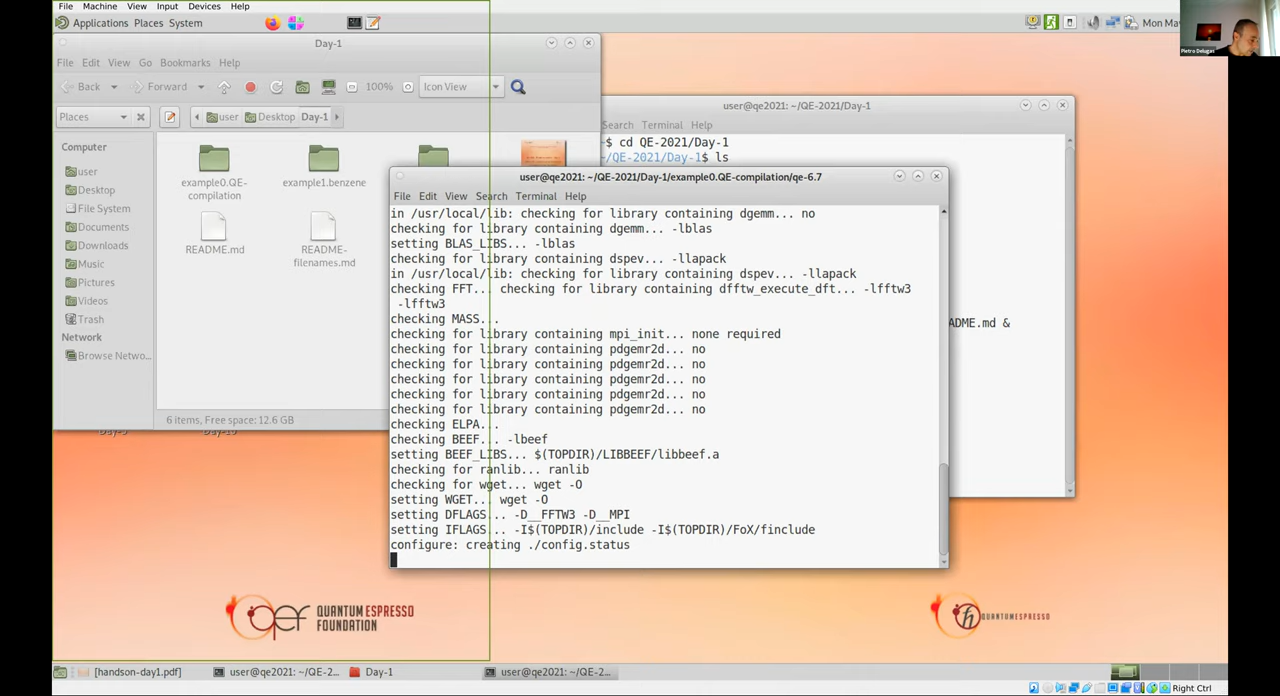 File Machine View Input Devices Help
Applications Places System
Mon May
Pietro Delugas
Day-1
File Edit View Go Bookmarks Help
Back Forward 100% Icon View
Places user Desktop Day-1
Computer
user
Desktop
File System
Documents
Downloads
Music
Pictures
Videos
Trash
Network
Browse Netwo...
example0.QE-compilation
example1.benzene
README.md
README-filenames.md
6 items, Free space: 12.6 GB
user@qe2021: ~/QE-2021/Day-1
Search Terminal Help
~$ cd QE-2021/Day-1
~/QE-2021/Day-1$ ls
ADME.md &
user@qe2021: ~/QE-2021/Day-1/example0.QE-compilation/qe-6.7
File Edit View Search Terminal Help
in /usr/local/lib: checking for library containing dgemm... no
checking for library containing dgemm... -lblas
setting BLAS_LIBS... -lblas
checking for library containing dspev... -llapack
in /usr/local/lib: checking for library containing dspev... -llapack
checking FFT... checking for library containing dfftw_execute_dft... -lfftw3
-lfftw3
checking MASS...
checking for library containing mpi_init... none required
checking for library containing pdgemr2d... no
checking for library containing pdgemr2d... no
checking for library containing pdgemr2d... no
checking for library containing pdgemr2d... no
checking for library containing pdgemr2d... no
checking ELPA...
checking BEEF... -lbeef
setting BEEF_LIBS... $(TOPDIR)/LIBBEEF/libbeef.a
checking for ranlib... ranlib
checking for wget... wget -O
setting WGET... wget -O
setting DFLAGS... -D__FFTW3 -D__MPI
setting IFLAGS... -I$(TOPDIR)/include -I$(TOPDIR)/FoX/finclude
configure: creating ./config.status
QUANTUM ESPRESSO
FOUNDATION
QUANTUMESPRESSO
[handson-day1.pdf]
user@qe2021: ~/QE-2...
Day-1
user@qe2021: ~/QE-2...
Right Ctrl